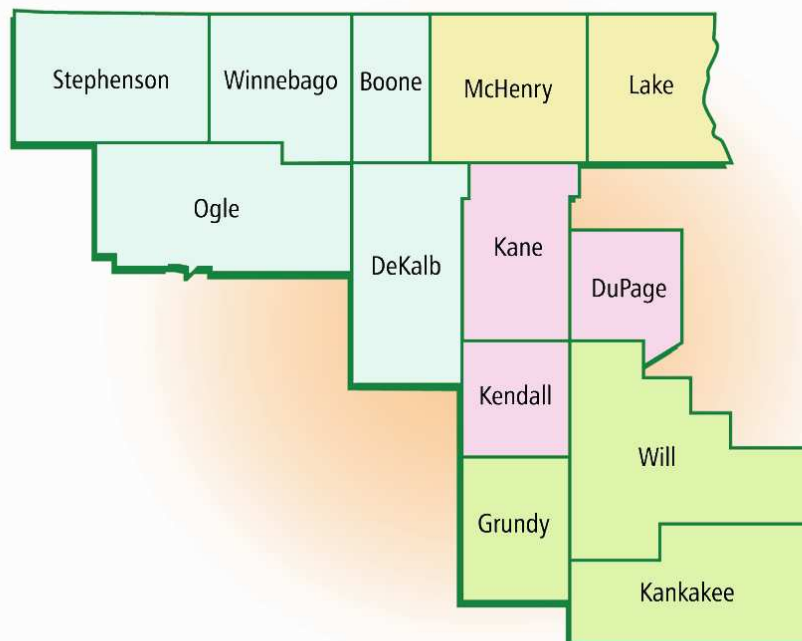 Stephenson
Winnebago
Boone
McHenry
Lake
Ogle
DeKalb
Kane
DuPage
Kendall
Will
Grundy
Kankakee